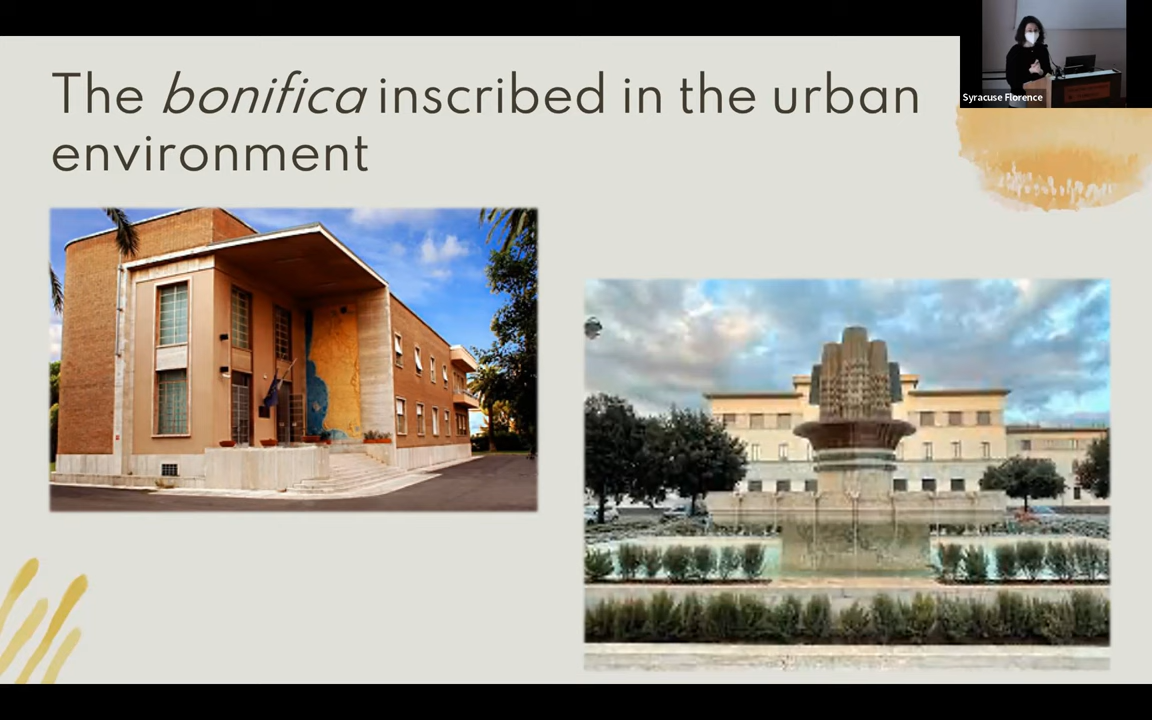 The bonifica inscribed in the urban
environment
Syracuse Florence